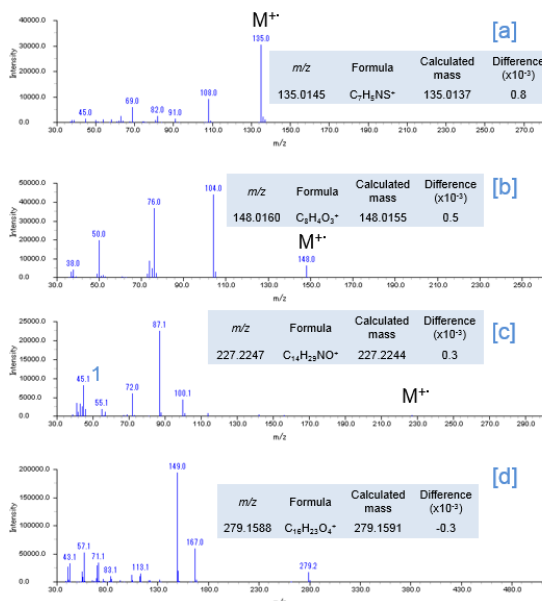 M+·
[a]
40000.0
30000.0
20000.0
10000.0
0.0
Intensity
45.0
69.0
82.0
91.0
108.0
135.0
m/z Formula Calculated mass Difference (x10-3)
135.0145 C7H5NS+ 135.0137 0.8
30.0 50.0 70.0 90.0 110.0 130.0 150.0 170.0 190.0 210.0 230.0 250.0 270.0
m/z
[b]
50000.0
40000.0
30000.0
20000.0
10000.0
0.0
Intensity
38.0
50.0
76.0
104.0
148.0
M+·
m/z Formula Calculated mass Difference (x10-3)
148.0160 C8H4O3+ 148.0155 0.5
30.0 50.0 70.0 90.0 110.0 130.0 150.0 170.0 190.0 210.0 230.0 250.0 270.0
m/z
[c]
25000.0
20000.0
15000.0
10000.0
5000.0
0.0
Intensity
1
45.1
55.1
72.0
87.1
100.1
M+·
m/z Formula Calculated mass Difference (x10-3)
227.2247 C14H29NO+ 227.2244 0.3
30.0 50.0 70.0 90.0 110.0 130.0 150.0 170.0 190.0 210.0 230.0 250.0 270.0 290.0
m/z
[d]
200000.0
150000.0
100000.0
50000.0
0.0
Intensity
43.1
57.1
71.1
83.1
113.1
149.0
167.0
279.2
m/z Formula Calculated mass Difference (x10-3)
279.1588 C16H23O4+ 279.1591 -0.3
30.0 80.0 130.0 180.0 230.0 280.0 330.0 380.0 430.0 480.0
m/z